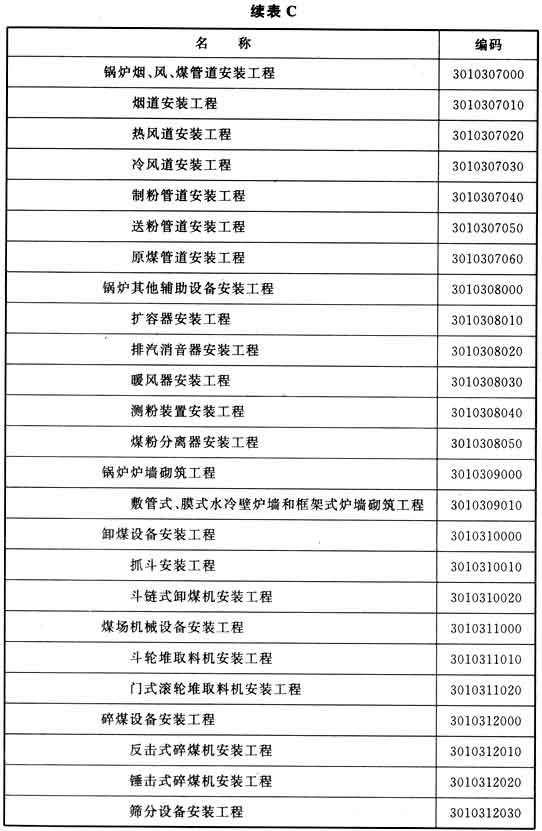 续表 C
名 称 编码
锅炉烟、风、煤管道安装工程 3010307000
烟道安装工程 3010307010
热风道安装工程 3010307020
冷风道安装工程 3010307030
制粉管道安装工程 3010307040
送粉管道安装工程 3010307050
原煤管道安装工程 3010307060
锅炉其他辅助设备安装工程 3010308000
扩容器安装工程 3010308010
排汽消音器安装工程 3010308020
暖风器安装工程 3010308030
测粉装置安装工程 3010308040
煤粉分离器安装工程 3010308050
锅炉炉墙砌筑工程 3010309000
敷管式、膜式水冷壁炉墙和框架式炉墙砌筑工程 3010309010
卸煤设备安装工程 3010310000
抓斗安装工程 3010310010
斗链式卸煤机安装工程 3010310020
煤场机械设备安装工程 3010311000
斗轮堆取料机安装工程 3010311010
门式滚轮堆取料机安装工程 3010311020
碎煤设备安装工程 3010312000
反击式碎煤机安装工程 3010312010
锤击式碎煤机安装工程 3010312020
筛分设备安装工程 3010312030